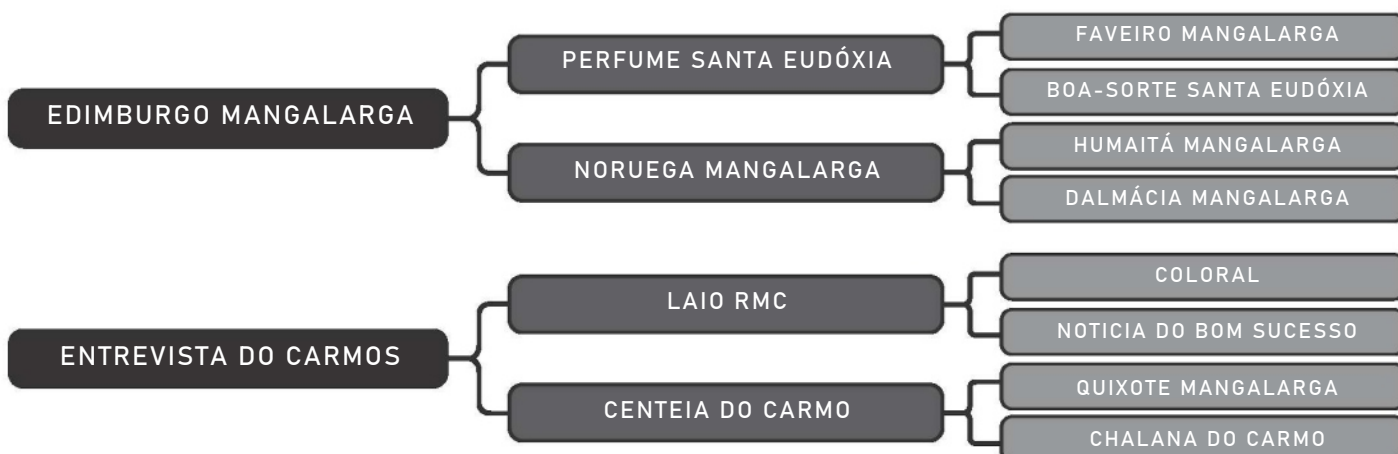 FAVEIRO MANGALARGA
PERFUME SANTA EUDÓXIA
BOA-SORTE SANTA EUDÓXIA
EDIMBURGO MANGALARGA
HUMAITÁ MANGALARGA
NORUEGA MANGALARGA
DALMÁCIA MANGALARGA
COLORAL
LAIO RMC
NOTICIA DO BOM SUCESSO
ENTREVISTA DO CARMOS
QUIXOTE MANGALARGA
CENTEIA DO CARMO
CHALANA DO CARMO